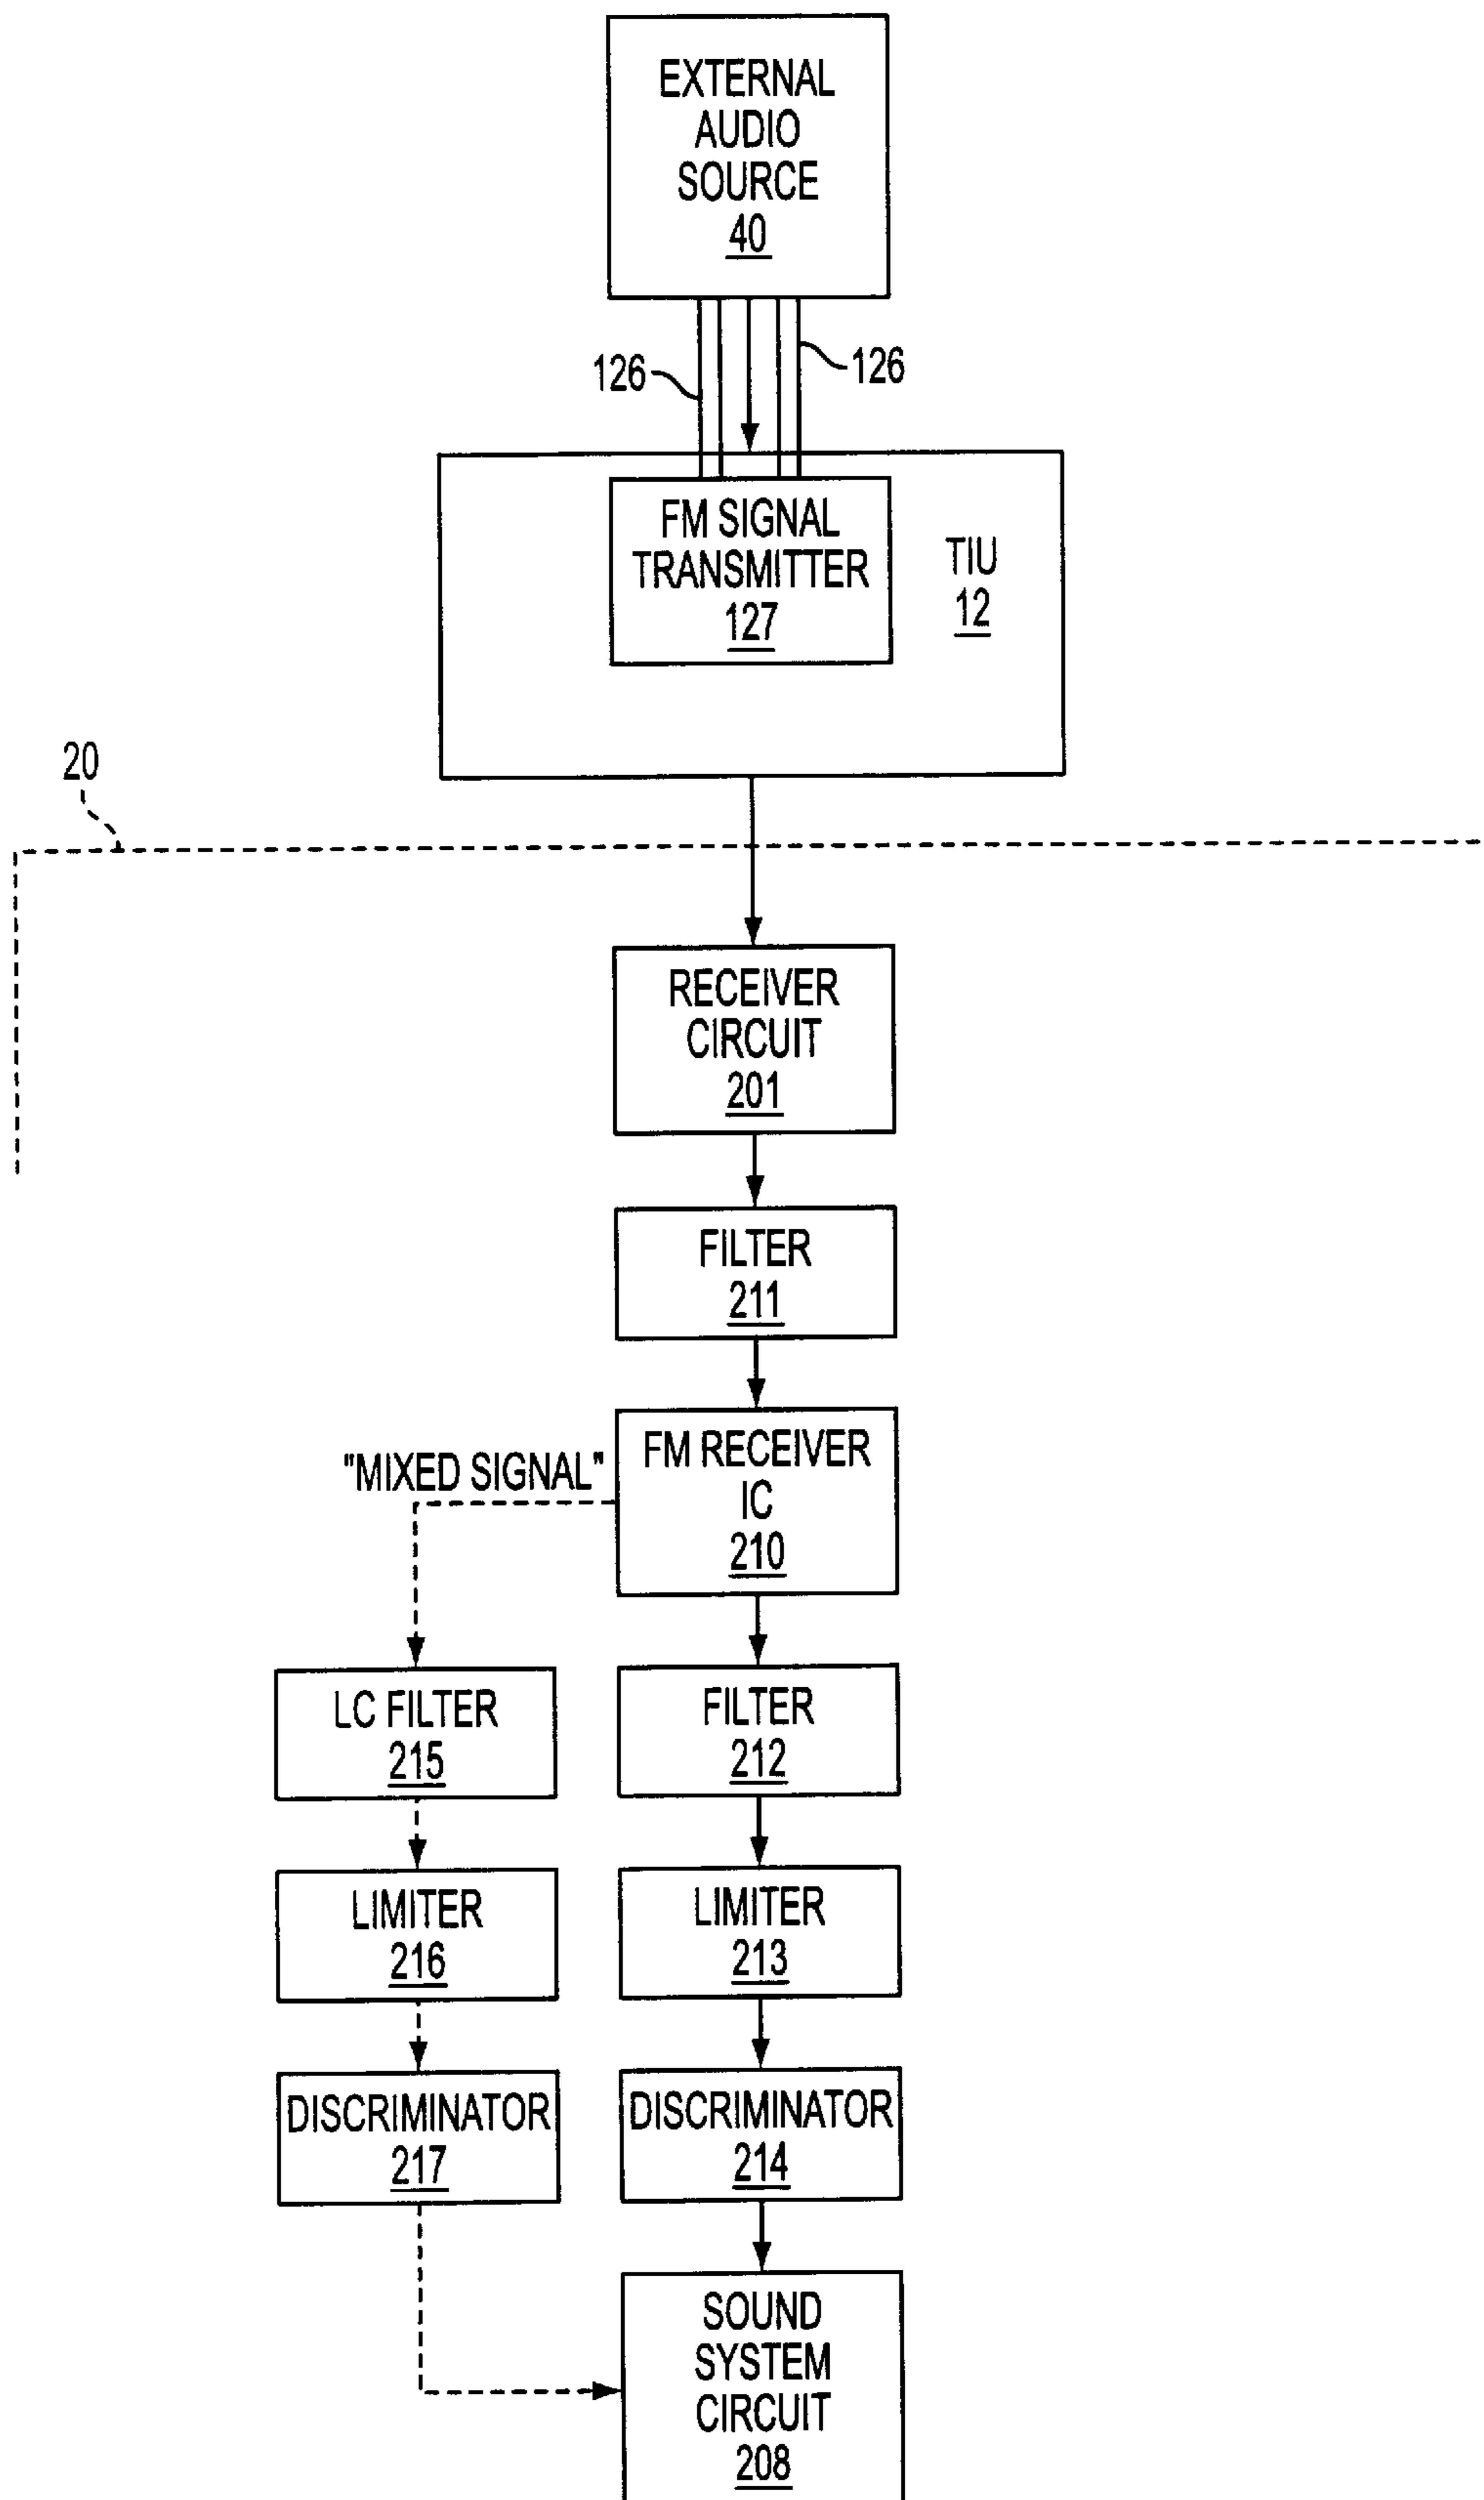 EXTERNAL
AUDIO
SOURCE
40
126
126
FM SIGNAL
TRANSMITTER
127
TIU
12
20
RECEIVER
CIRCUIT
201
FILTER
211
"MIXED SIGNAL"
FM RECEIVER
IC
210
LC FILTER
215
FILTER
212
LIMITER
216
LIMITER
213
DISCRIMINATOR
217
DISCRIMINATOR
214
SOUND
SYSTEM
CIRCUIT
208